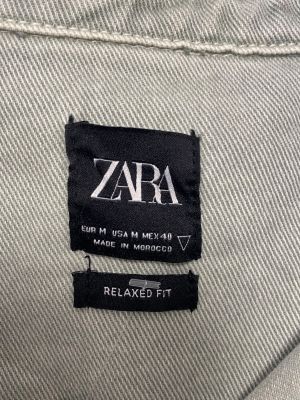 ZARA
EUR M USA M MEX 40
MADE IN MOROCCO
RELAXED FIT